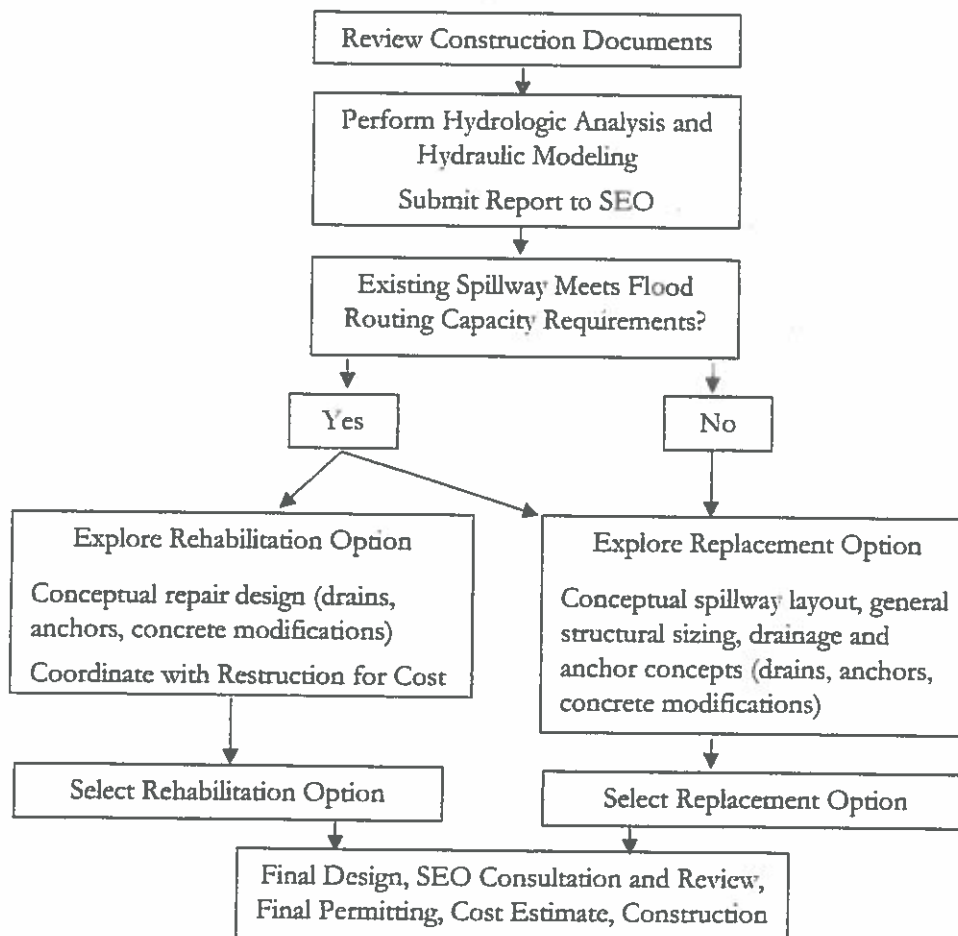 Review Construction Documents
Perform Hydrologic Analysis and
Hydraulic Modeling
Submit Report to SEO
Existing Spillway Meets Flood
Routing Capacity Requirements?
Yes
No
Explore Rehabilitation Option
Conceptual repair design (drains,
anchors, concrete modifications)
Coordinate with Restruction for Cost
Explore Replacement Option
Conceptual spillway layout, general
structural sizing, drainage and
anchor concepts (drains, anchors,
concrete modifications)
Select Rehabilitation Option
Select Replacement Option
Final Design, SEO Consultation and Review,
Final Permitting, Cost Estimate, Construction